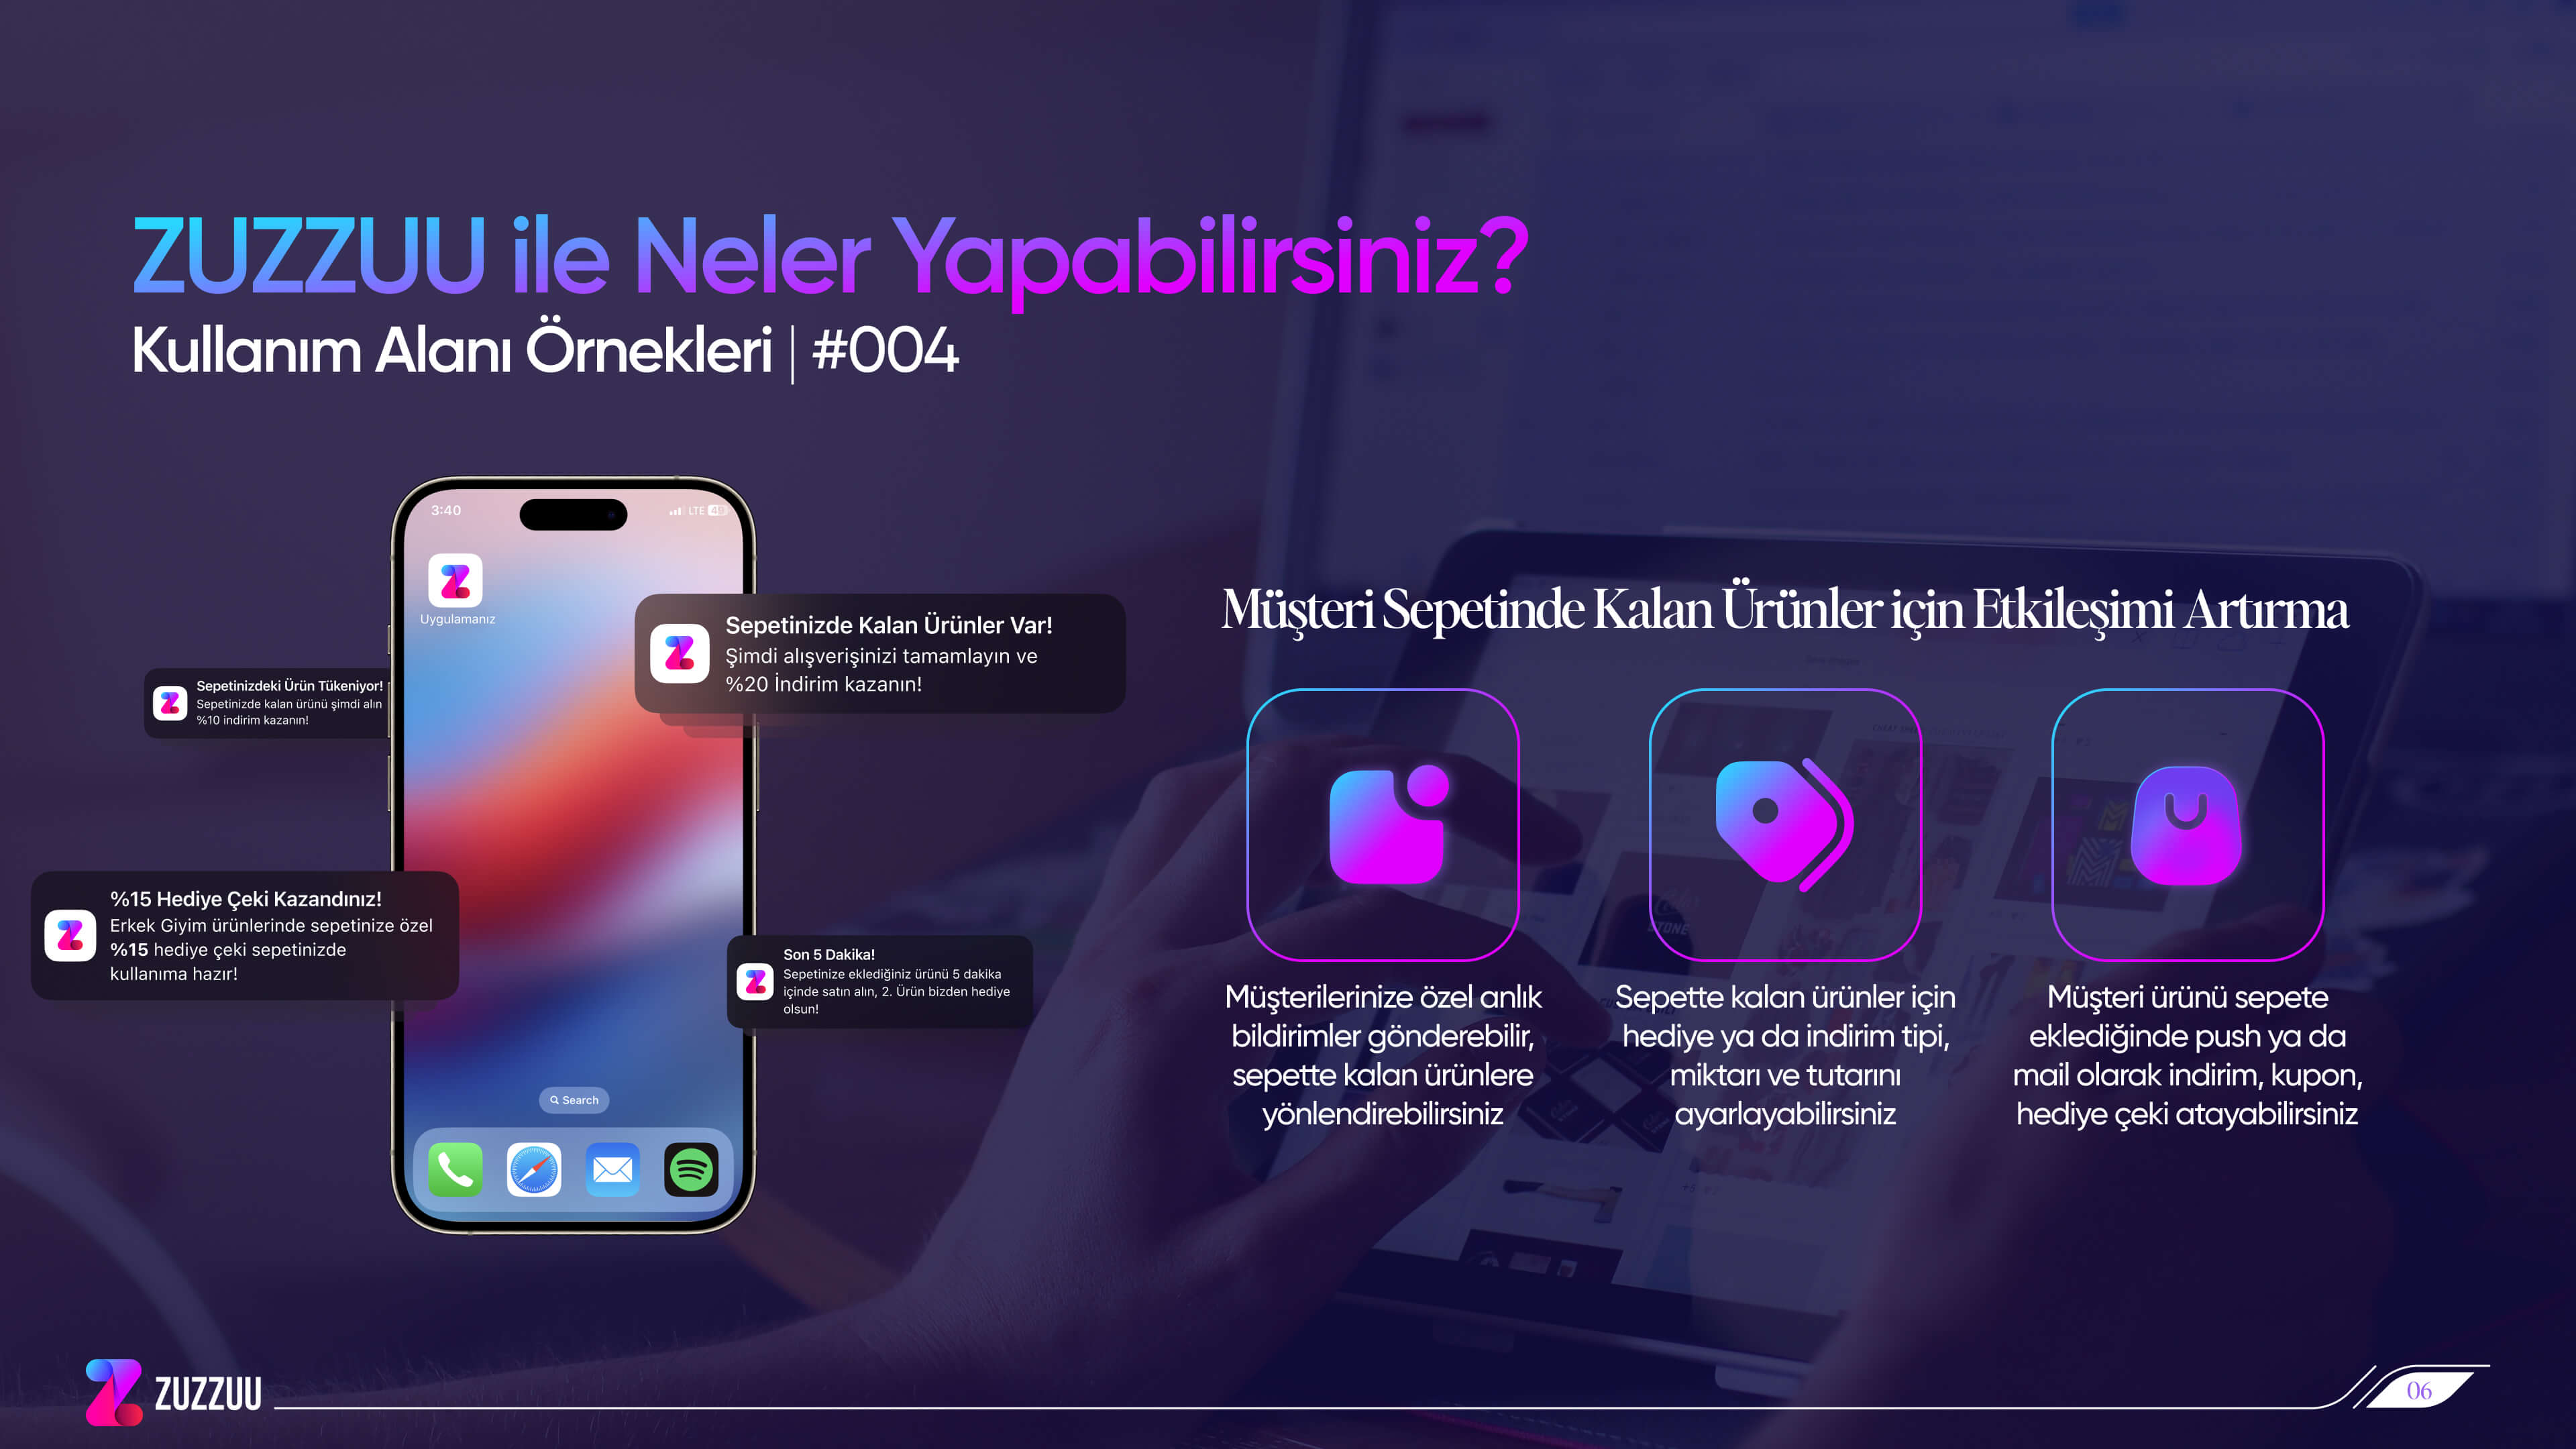 ZUZZUU ile Neler Yapabilirsiniz?
Kullanım Alanı Örnekleri | #004
3:40
LTE
Uygulamanız
Sepetinizde Kalan Ürünler Var!
Şimdi alışverişinizi tamamlayın ve
%20 İndirim kazanın!
Sepetinizdeki Ürün Tükeniyor!
Sepetinizde kalan ürünü şimdi alın
%10 indirim kazanın!
%15 Hediye Çeki Kazandınız!
Erkek Giyim ürünlerinde sepetinize özel
%15 hediye çeki sepetinizde
kullanıma hazır!
Son 5 Dakika!
Sepetinize eklediğiniz ürünü 5 dakika
içinde satın alın, 2. Ürün bizden hediye
olsun!
Search
Müşteri Sepetinde Kalan Ürünler için Etkileşimi Artırma
Müşterilerinize özel anlık
bildirimler gönderebilir,
sepette kalan ürünlere
yönlendirebilirsiniz
Sepette kalan ürünler için
hediye ya da indirim tipi,
miktarı ve tutarını
ayarlayabilirsiniz
Müşteri ürünü sepete
eklediğinde push ya da
mail olarak indirim, kupon,
hediye çeki atayabilirsiniz
STONE
ZUZZUU
06